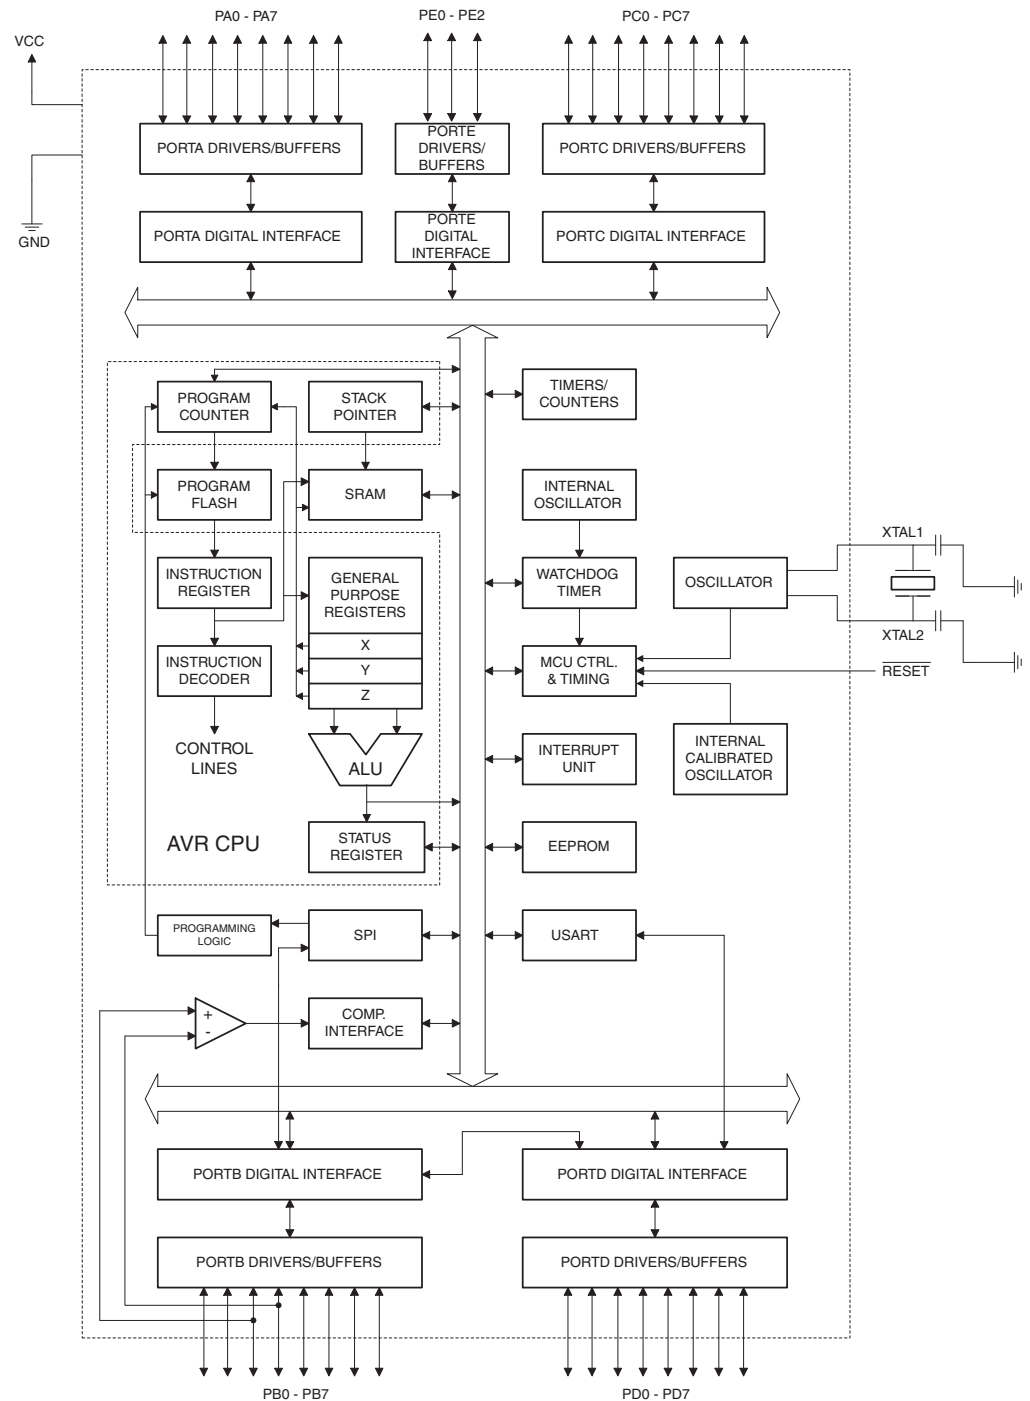 PA0 - PA7
PE0 - PE2
PC0 - PC7
VCC
PORTA DRIVERS/BUFFERS
PORTE
DRIVERS/
BUFFERS
PORTC DRIVERS/BUFFERS
GND
PORTA DIGITAL INTERFACE
PORTE
DIGITAL
INTERFACE
PORTC DIGITAL INTERFACE
PROGRAM
COUNTER
STACK
POINTER
TIMERS/
COUNTERS
PROGRAM
FLASH
SRAM
INTERNAL
OSCILLATOR
XTAL1
INSTRUCTION
REGISTER
GENERAL
PURPOSE
REGISTERS
WATCHDOG
TIMER
OSCILLATOR
XTAL2
X
Y
Z
INSTRUCTION
DECODER
MCU CTRL.
& TIMING
RESET
CONTROL
LINES
ALU
INTERRUPT
UNIT
INTERNAL
CALIBRATED
OSCILLATOR
AVR CPU
STATUS
REGISTER
EEPROM
PROGRAMMING
LOGIC
SPI
USART
+
-
COMP.
INTERFACE
PORTB DIGITAL INTERFACE
PORTD DIGITAL INTERFACE
PORTB DRIVERS/BUFFERS
PORTD DRIVERS/BUFFERS
PB0 - PB7
PD0 - PD7